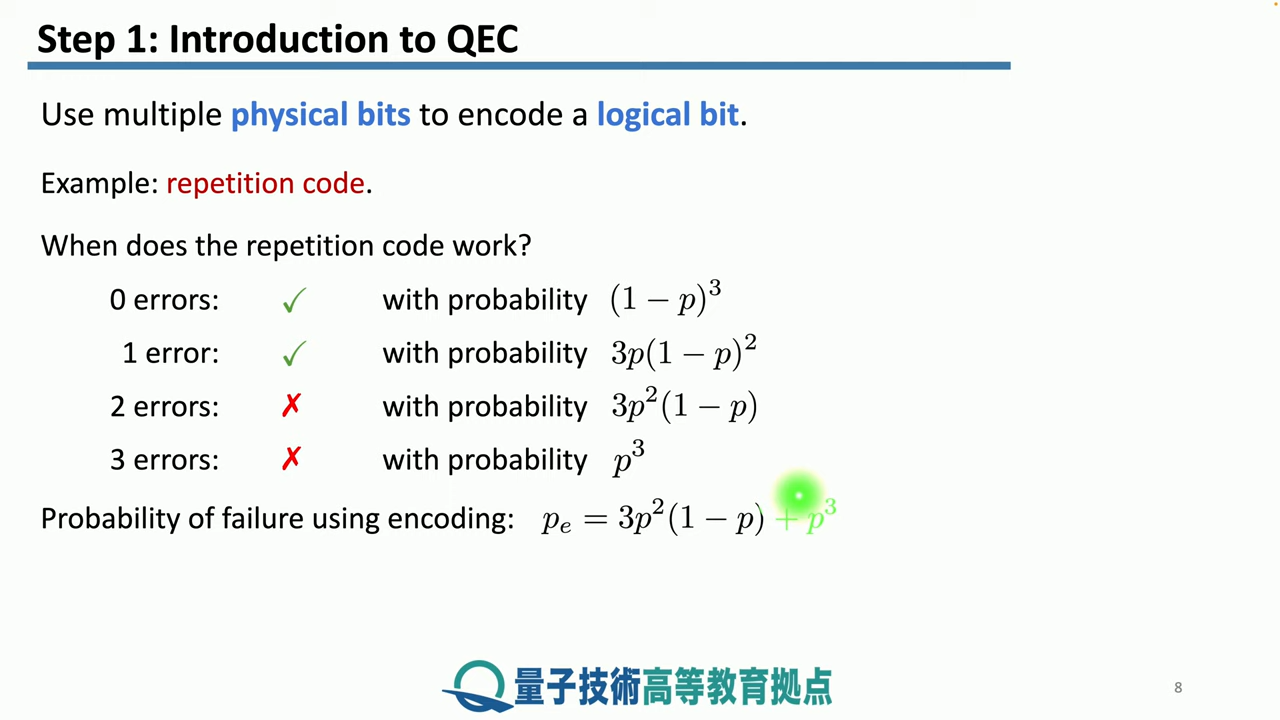 Step 1: Introduction to QEC
Use multiple physical bits to encode a logical bit.
Example: repetition code.
When does the repetition code work?
0 errors: ✓ with probability (1 − p)³
1 error: ✓ with probability 3p(1 − p)²
2 errors: ✗ with probability 3p²(1 − p)
3 errors: ✗ with probability p³
Probability of failure using encoding: pₑ = 3p²(1 − p) + p³
量子技術高等教育拠点
8